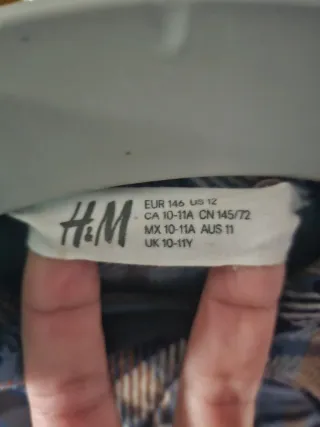 H&M
EUR 146 US 12
CA 10-11A CN 145/72
MX 10-11A AUS 11
UK 10-11Y